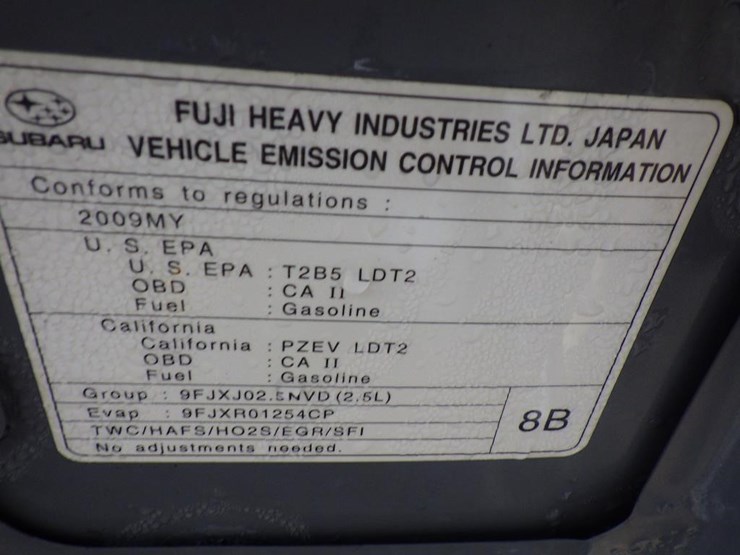 FUJI HEAVY INDUSTRIES LTD. JAPAN
SUBARU VEHICLE EMISSION CONTROL INFORMATION
Conforms to regulations :
2009MY
U. S. EPA
U. S. EPA : T2B5 LDT2
OBD : CA II
Fuel : Gasoline
California
California : PZEV LDT2
OBD : CA II
Fuel : Gasoline
Group : 9FJXJ02.5NVD (2.5L)
Evap : 9FJXR01254CP
TWC/HAFS/HO2S/EGR/SFI
No adjustments needed.
8B